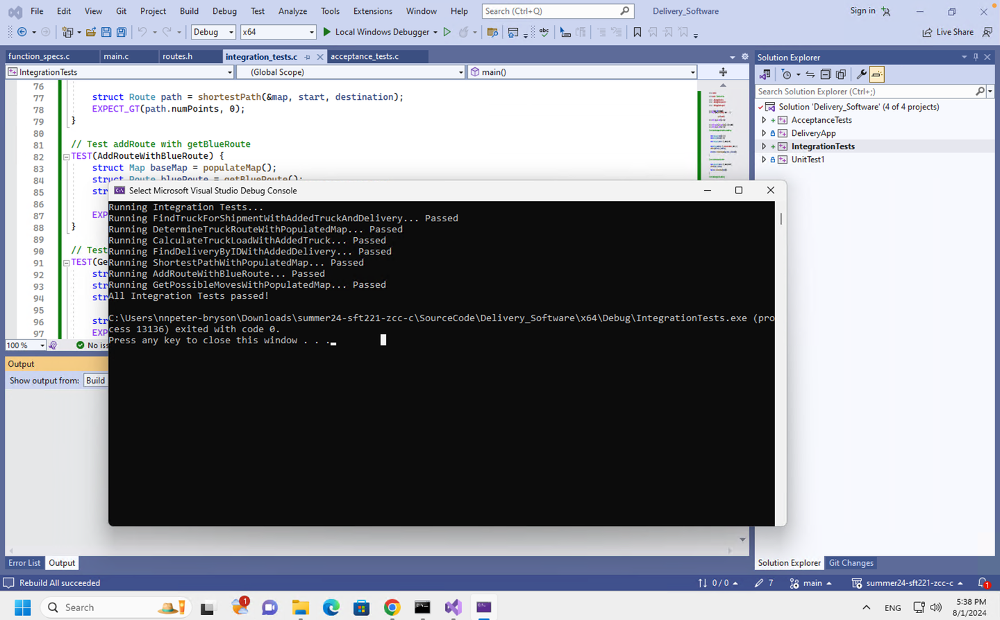 File Edit View Git Project Build Debug Test Analyze Tools Extensions Window Help Search (Ctrl+Q) Delivery_Software Sign in
Debug x64 Local Windows Debugger Live Share
function_specs.c main.c routes.h integration_tests.c acceptance_tests.c
IntegrationTests (Global Scope) main()
76
77 struct Route path = shortestPath(&map, start, destination);
78 EXPECT_GT(path.numPoints, 0);
79 }
80
81 // Test addRoute with getBlueRoute
82 TEST(AddRouteWithBlueRoute) {
83 struct Map baseMap = populateMap();
84 struct Route blueRoute = getBlueRoute();
85 str
86
87 EXP
88 }
89
90 // Test
91 TEST(Ge
92 str
93 str
94 str
95
96 str
97 EXP
100 % No iss
Output
Show output from: Build
Select Microsoft Visual Studio Debug Console
Running Integration Tests...
Running FindTruckForShipmentWithAddedTruckAndDelivery... Passed
Running DetermineTruckRouteWithPopulatedMap... Passed
Running CalculateTruckLoadWithAddedTruck... Passed
Running FindDeliveryByIDWithAddedDelivery... Passed
Running ShortestPathWithPopulatedMap... Passed
Running AddRouteWithBlueRoute... Passed
Running GetPossibleMovesWithPopulatedMap... Passed
All Integration Tests passed!
C:\Users\nnpeter-bryson\Downloads\summer24-sft221-zcc-c\SourceCode\Delivery_Software\x64\Debug\IntegrationTests.exe (pro
cess 13136) exited with code 0.
Press any key to close this window . . .
Solution Explorer
Search Solution Explorer (Ctrl+;)
Solution 'Delivery_Software' (4 of 4 projects)
AcceptanceTests
DeliveryApp
IntegrationTests
UnitTest1
Error List Output
Solution Explorer Git Changes
Rebuild All succeeded 0 / 0 7 main summer24-sft221-zcc-c 1
Search 1 ENG 5:38 PM
8/1/2024